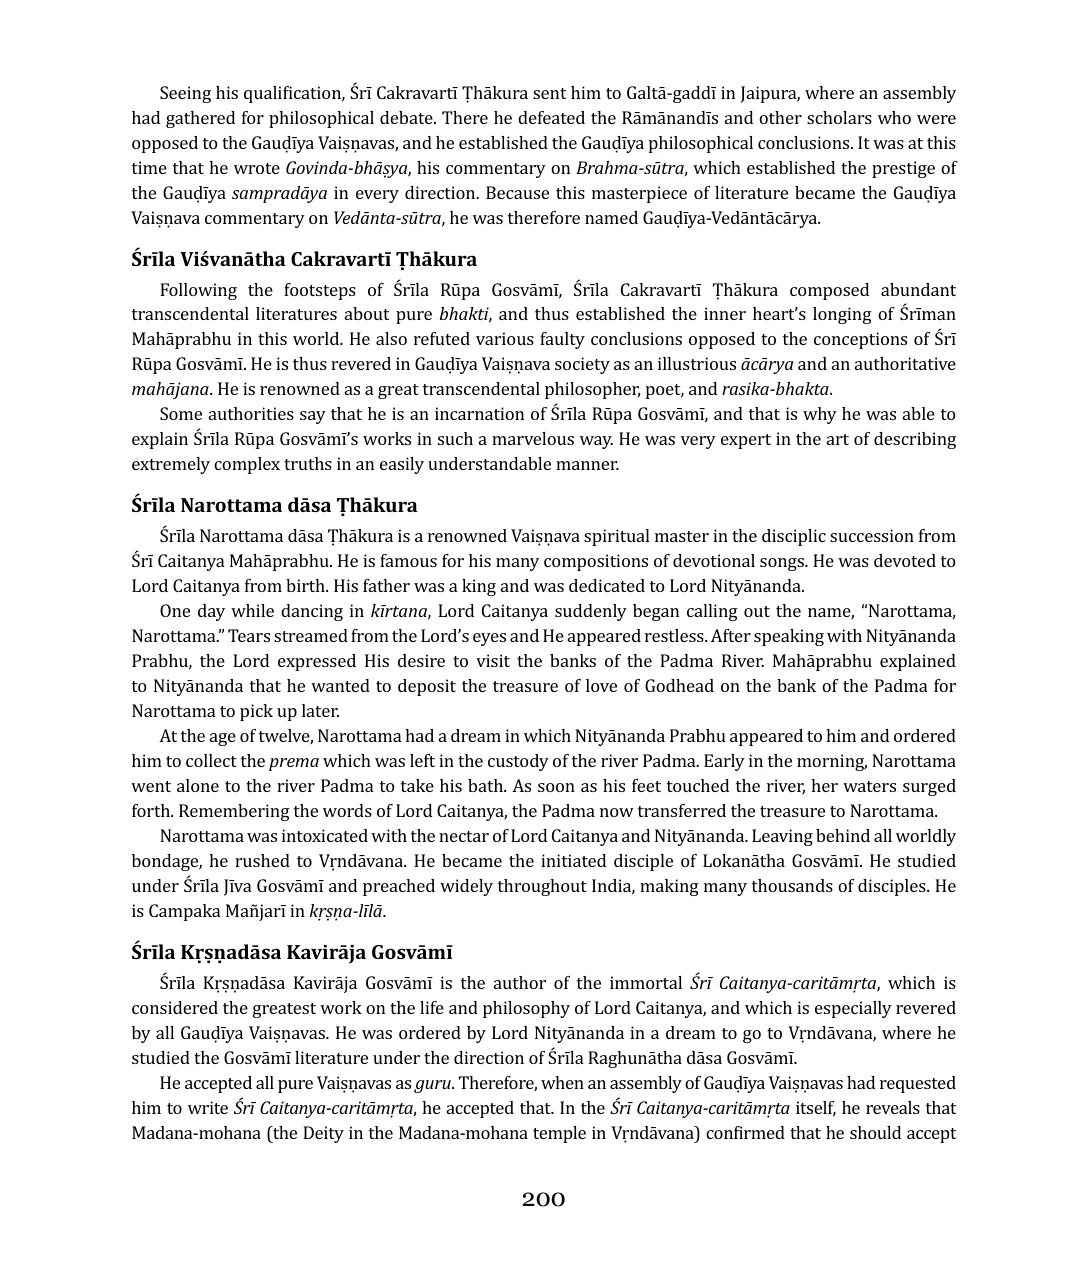 Seeing his qualification, Śrī Cakravartī Ṭhākura sent him to Galtā-gaddī in Jaipura, where an assembly
had gathered for philosophical debate. There he defeated the Rāmānandīs and other scholars who were
opposed to the Gauḍīya Vaiṣṇavas, and he established the Gauḍīya philosophical conclusions. It was at this
time that he wrote Govinda-bhāṣya, his commentary on Brahma-sūtra, which established the prestige of
the Gauḍīya sampradāya in every direction. Because this masterpiece of literature became the Gauḍīya
Vaiṣṇava commentary on Vedānta-sūtra, he was therefore named Gauḍīya-Vedāntācārya.
Śrīla Viśvanātha Cakravartī Ṭhākura
Following the footsteps of Śrīla Rūpa Gosvāmī, Śrīla Cakravartī Ṭhākura composed abundant
transcendental literatures about pure bhakti, and thus established the inner heart’s longing of Śrīman
Mahāprabhu in this world. He also refuted various faulty conclusions opposed to the conceptions of Śrī
Rūpa Gosvāmī. He is thus revered in Gauḍīya Vaiṣṇava society as an illustrious ācārya and an authoritative
mahājana. He is renowned as a great transcendental philosopher, poet, and rasika-bhakta.
Some authorities say that he is an incarnation of Śrīla Rūpa Gosvāmī, and that is why he was able to
explain Śrīla Rūpa Gosvāmī’s works in such a marvelous way. He was very expert in the art of describing
extremely complex truths in an easily understandable manner.
Śrīla Narottama dāsa Ṭhākura
Śrīla Narottama dāsa Ṭhākura is a renowned Vaiṣṇava spiritual master in the disciplic succession from
Śrī Caitanya Mahāprabhu. He is famous for his many compositions of devotional songs. He was devoted to
Lord Caitanya from birth. His father was a king and was dedicated to Lord Nityānanda.
One day while dancing in kīrtana, Lord Caitanya suddenly began calling out the name, “Narottama,
Narottama.” Tears streamed from the Lord’s eyes and He appeared restless. After speaking with Nityānanda
Prabhu, the Lord expressed His desire to visit the banks of the Padma River. Mahāprabhu explained
to Nityānanda that he wanted to deposit the treasure of love of Godhead on the bank of the Padma for
Narottama to pick up later.
At the age of twelve, Narottama had a dream in which Nityānanda Prabhu appeared to him and ordered
him to collect the prema which was left in the custody of the river Padma. Early in the morning, Narottama
went alone to the river Padma to take his bath. As soon as his feet touched the river, her waters surged
forth. Remembering the words of Lord Caitanya, the Padma now transferred the treasure to Narottama.
Narottama was intoxicated with the nectar of Lord Caitanya and Nityānanda. Leaving behind all worldly
bondage, he rushed to Vṛndāvana. He became the initiated disciple of Lokanātha Gosvāmī. He studied
under Śrīla Jīva Gosvāmī and preached widely throughout India, making many thousands of disciples. He
is Campaka Mañjarī in kṛṣṇa-līlā.
Śrīla Kṛṣṇadāsa Kavirāja Gosvāmī
Śrīla Kṛṣṇadāsa Kavirāja Gosvāmī is the author of the immortal Śrī Caitanya-caritāmṛta, which is
considered the greatest work on the life and philosophy of Lord Caitanya, and which is especially revered
by all Gauḍīya Vaiṣṇavas. He was ordered by Lord Nityānanda in a dream to go to Vṛndāvana, where he
studied the Gosvāmī literature under the direction of Śrīla Raghunātha dāsa Gosvāmī.
He accepted all pure Vaiṣṇavas as guru. Therefore, when an assembly of Gauḍīya Vaiṣṇavas had requested
him to write Śrī Caitanya-caritāmṛta, he accepted that. In the Śrī Caitanya-caritāmṛta itself, he reveals that
Madana-mohana (the Deity in the Madana-mohana temple in Vṛndāvana) confirmed that he should accept
200